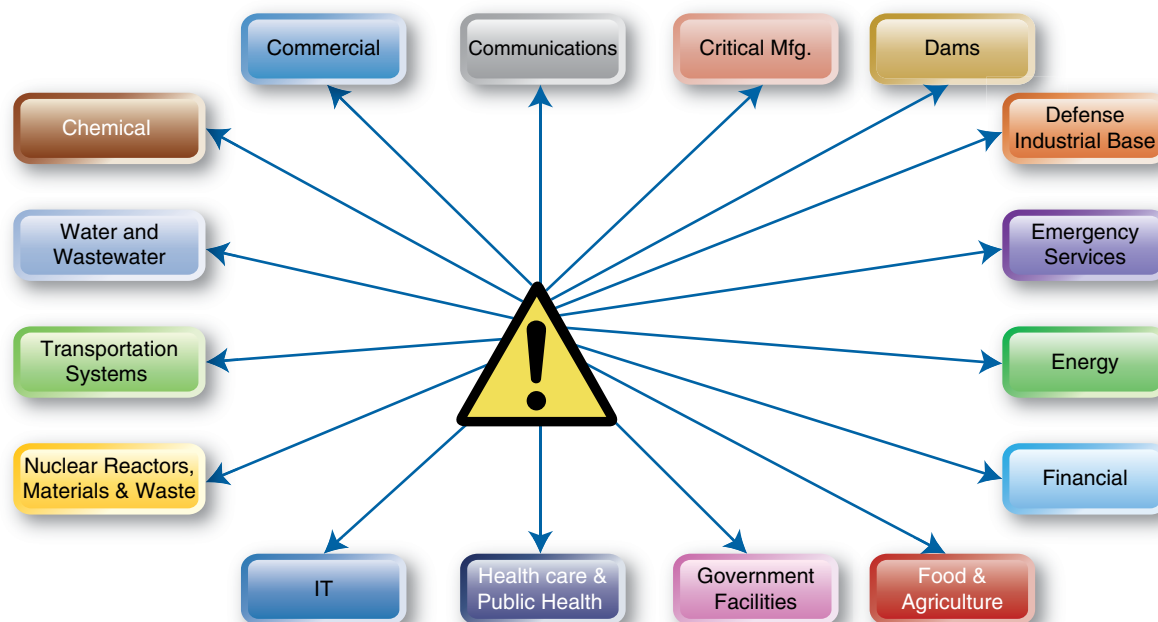 Commercial
Communications
Critical Mfg.
Dams
Chemical
Defense
Industrial Base
Water and
Wastewater
Emergency
Services
Transportation
Systems
Energy
Nuclear Reactors,
Materials & Waste
Financial
IT
Health care &
Public Health
Government
Facilities
Food &
Agriculture